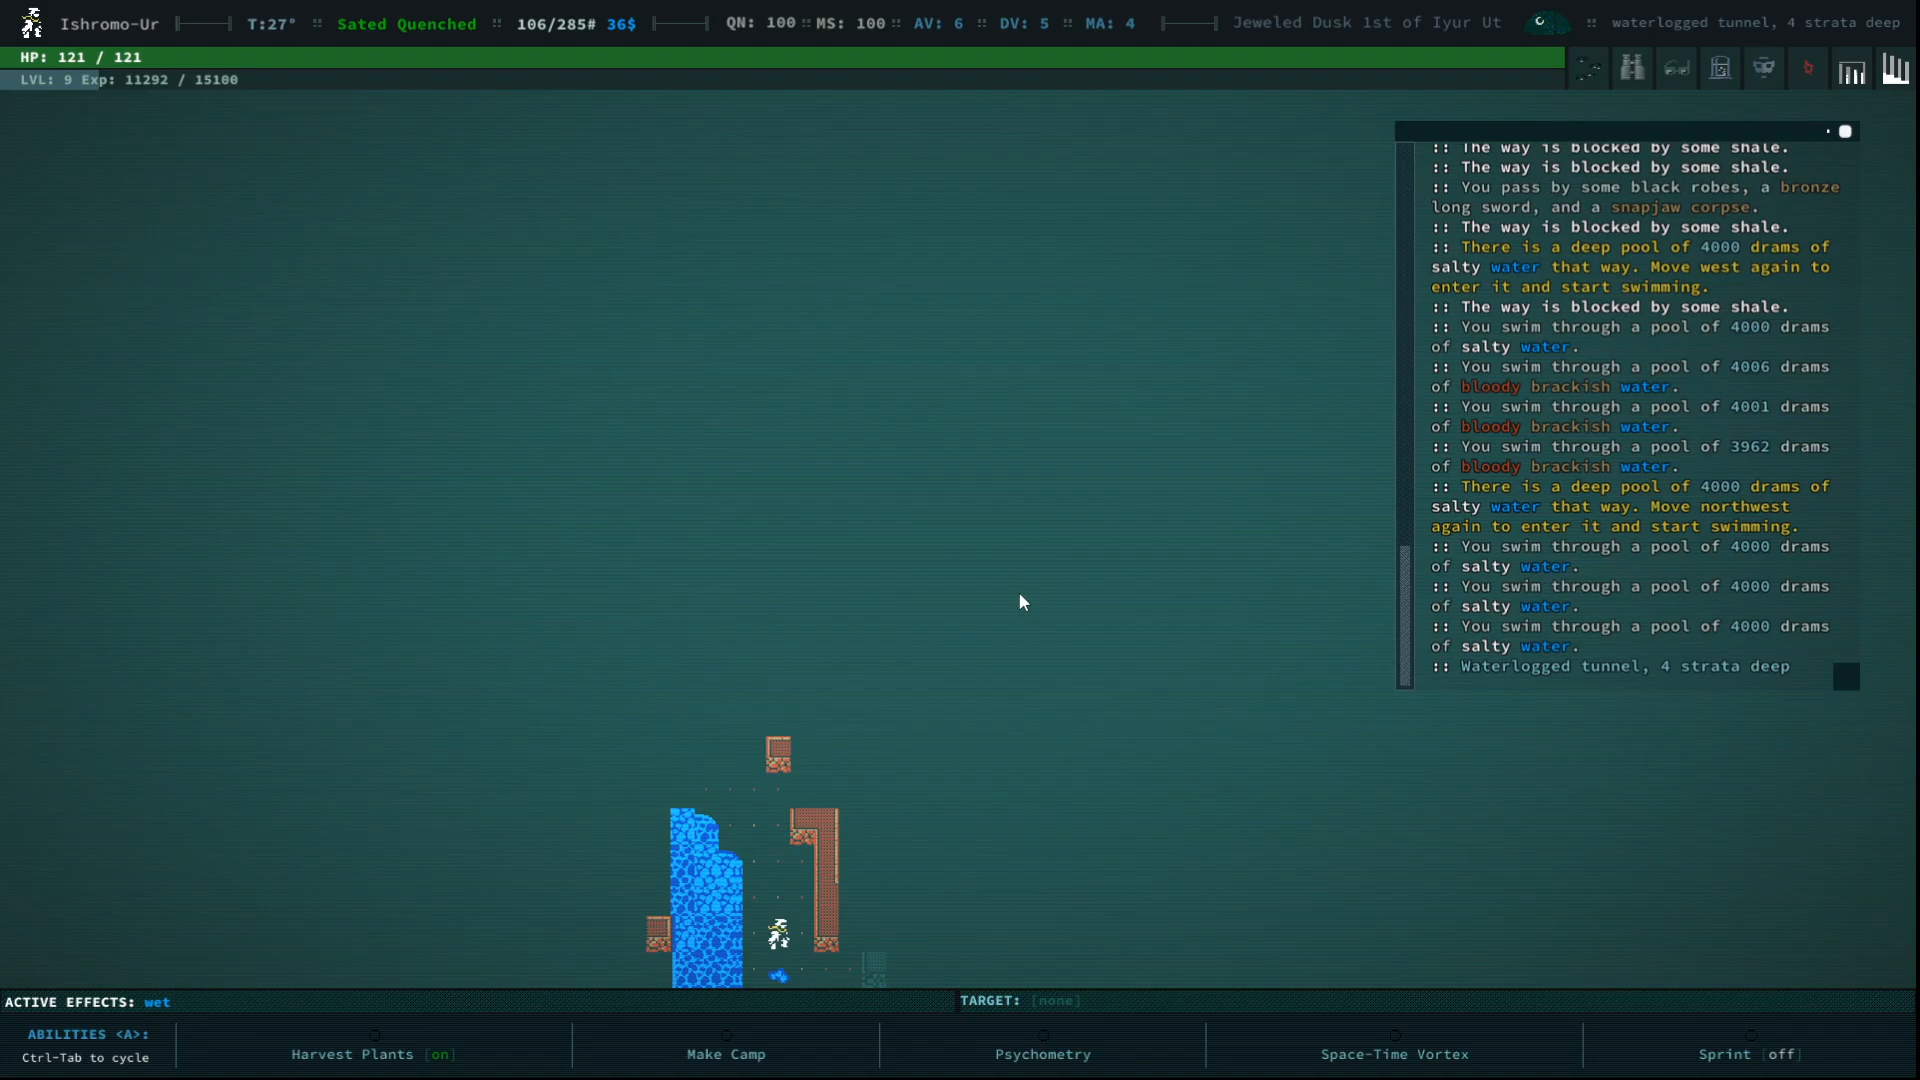 Ishromo-Ur T:27° :: Sated Quenched :: 106/285# 36$ QN: 100 :: MS: 100 :: AV: 6 :: DV: 5 :: MA: 4 Jeweled Dusk 1st of Iyur Ut :: waterlogged tunnel, 4 strata deep
HP: 121 / 121
LVL: 9 Exp: 11292 / 15100
:: The way is blocked by some shale.
:: The way is blocked by some shale.
:: You pass by some black robes, a bronze
long sword, and a snapjaw corpse.
:: The way is blocked by some shale.
:: There is a deep pool of 4000 drams of
salty water that way. Move west again to
enter it and start swimming.
:: The way is blocked by some shale.
:: You swim through a pool of 4000 drams
of salty water.
:: You swim through a pool of 4006 drams
of bloody brackish water.
:: You swim through a pool of 4001 drams
of bloody brackish water.
:: You swim through a pool of 3962 drams
of bloody brackish water.
:: There is a deep pool of 4000 drams of
salty water that way. Move northwest
again to enter it and start swimming.
:: You swim through a pool of 4000 drams
of salty water.
:: You swim through a pool of 4000 drams
of salty water.
:: You swim through a pool of 4000 drams
of salty water.
:: Waterlogged tunnel, 4 strata deep
ACTIVE EFFECTS: wet
TARGET: [none]
ABILITIES <A>:
Ctrl-Tab to cycle
Harvest Plants [on]
Make Camp
Psychometry
Space-Time Vortex
Sprint [off]